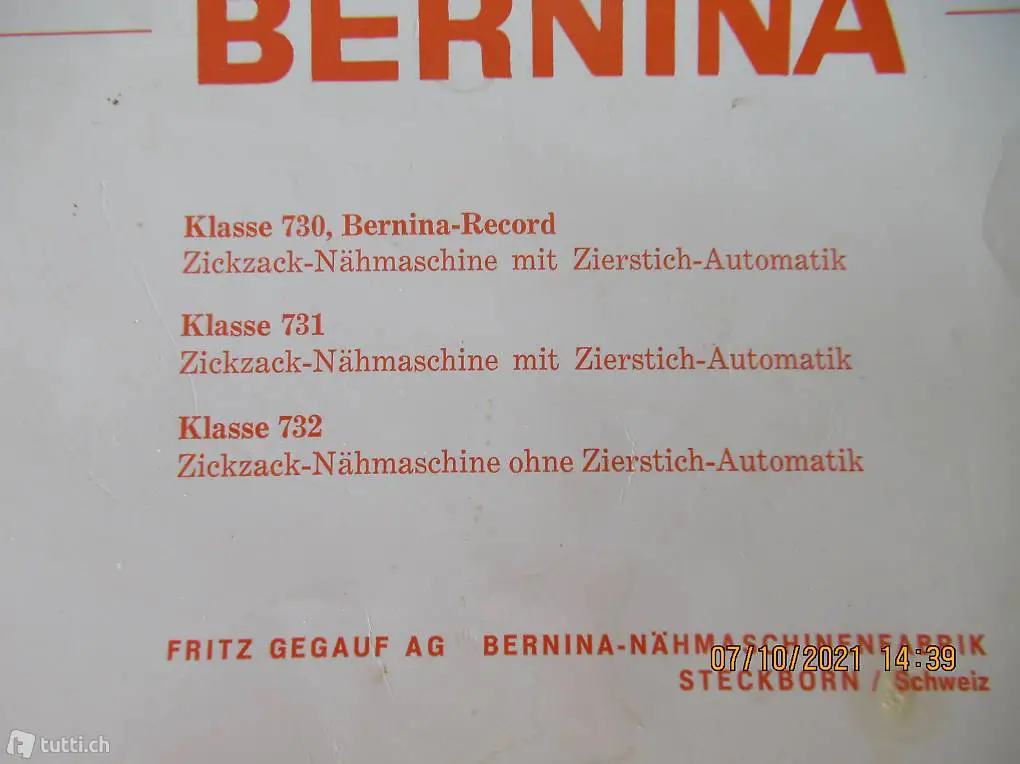 BERNINA
Klasse 730, Bernina-Record
Zickzack-Nähmaschine mit Zierstich-Automatik
Klasse 731
Zickzack-Nähmaschine mit Zierstich-Automatik
Klasse 732
Zickzack-Nähmaschine ohne Zierstich-Automatik
FRITZ GEGAUF AG BERNINA-NÄHMASCHINENFABRIK
07/10/2021 14:39
STECKBORN / Schweiz
tutti.ch